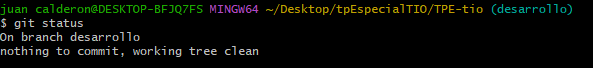 juan calderon@DESKTOP-BFJQ7FS MINGW64 ~/Desktop/tpEspecialTIO/TPE-tio (desarrollo)
$ git status
On branch desarrollo
nothing to commit, working tree clean